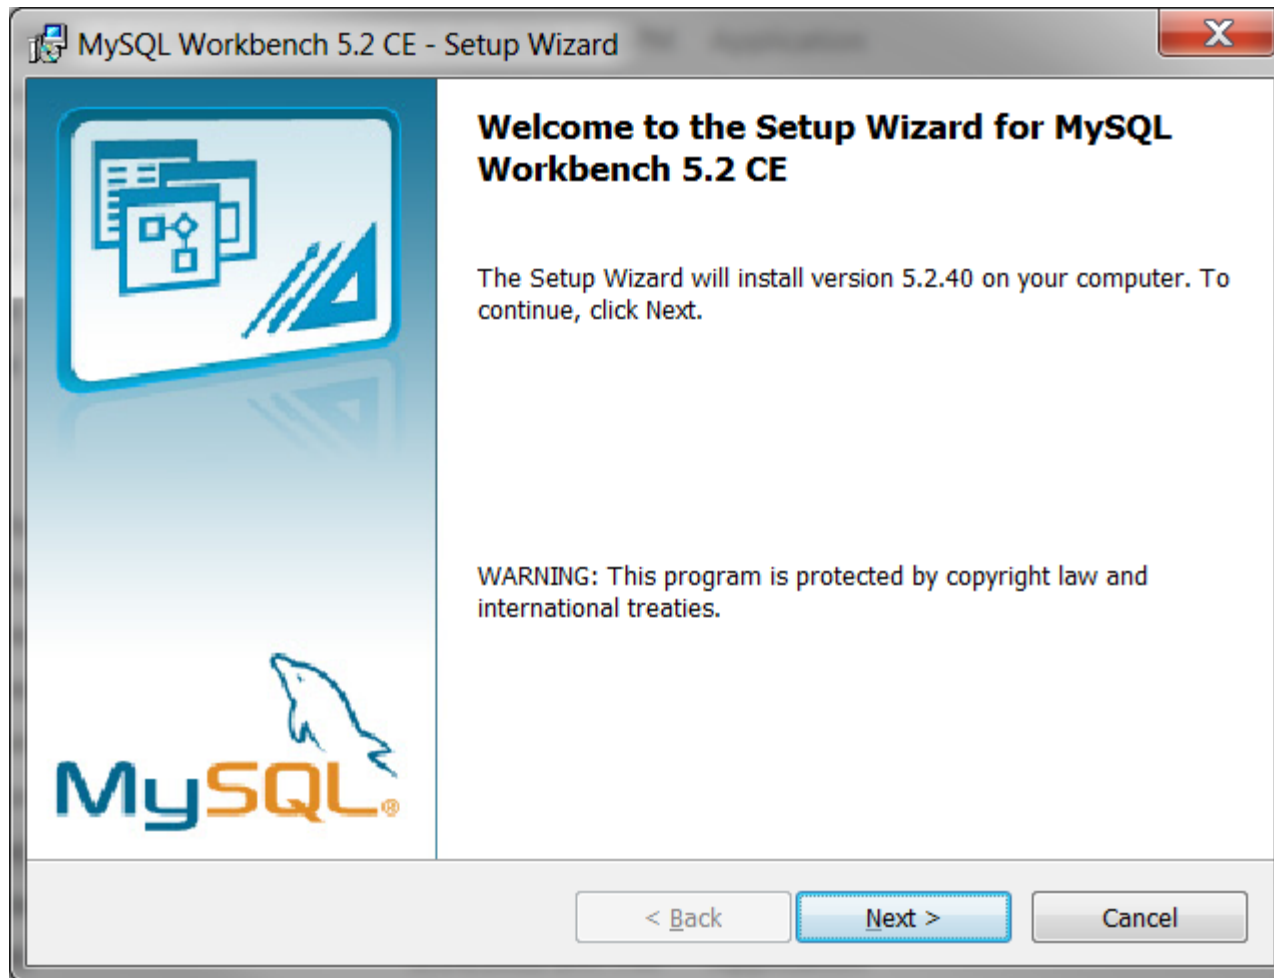 MySQL Workbench 5.2 CE - Setup Wizard
Welcome to the Setup Wizard for MySQL
Workbench 5.2 CE
The Setup Wizard will install version 5.2.40 on your computer. To
continue, click Next.
WARNING: This program is protected by copyright law and
international treaties.
MySQL®
< Back
Next >
Cancel